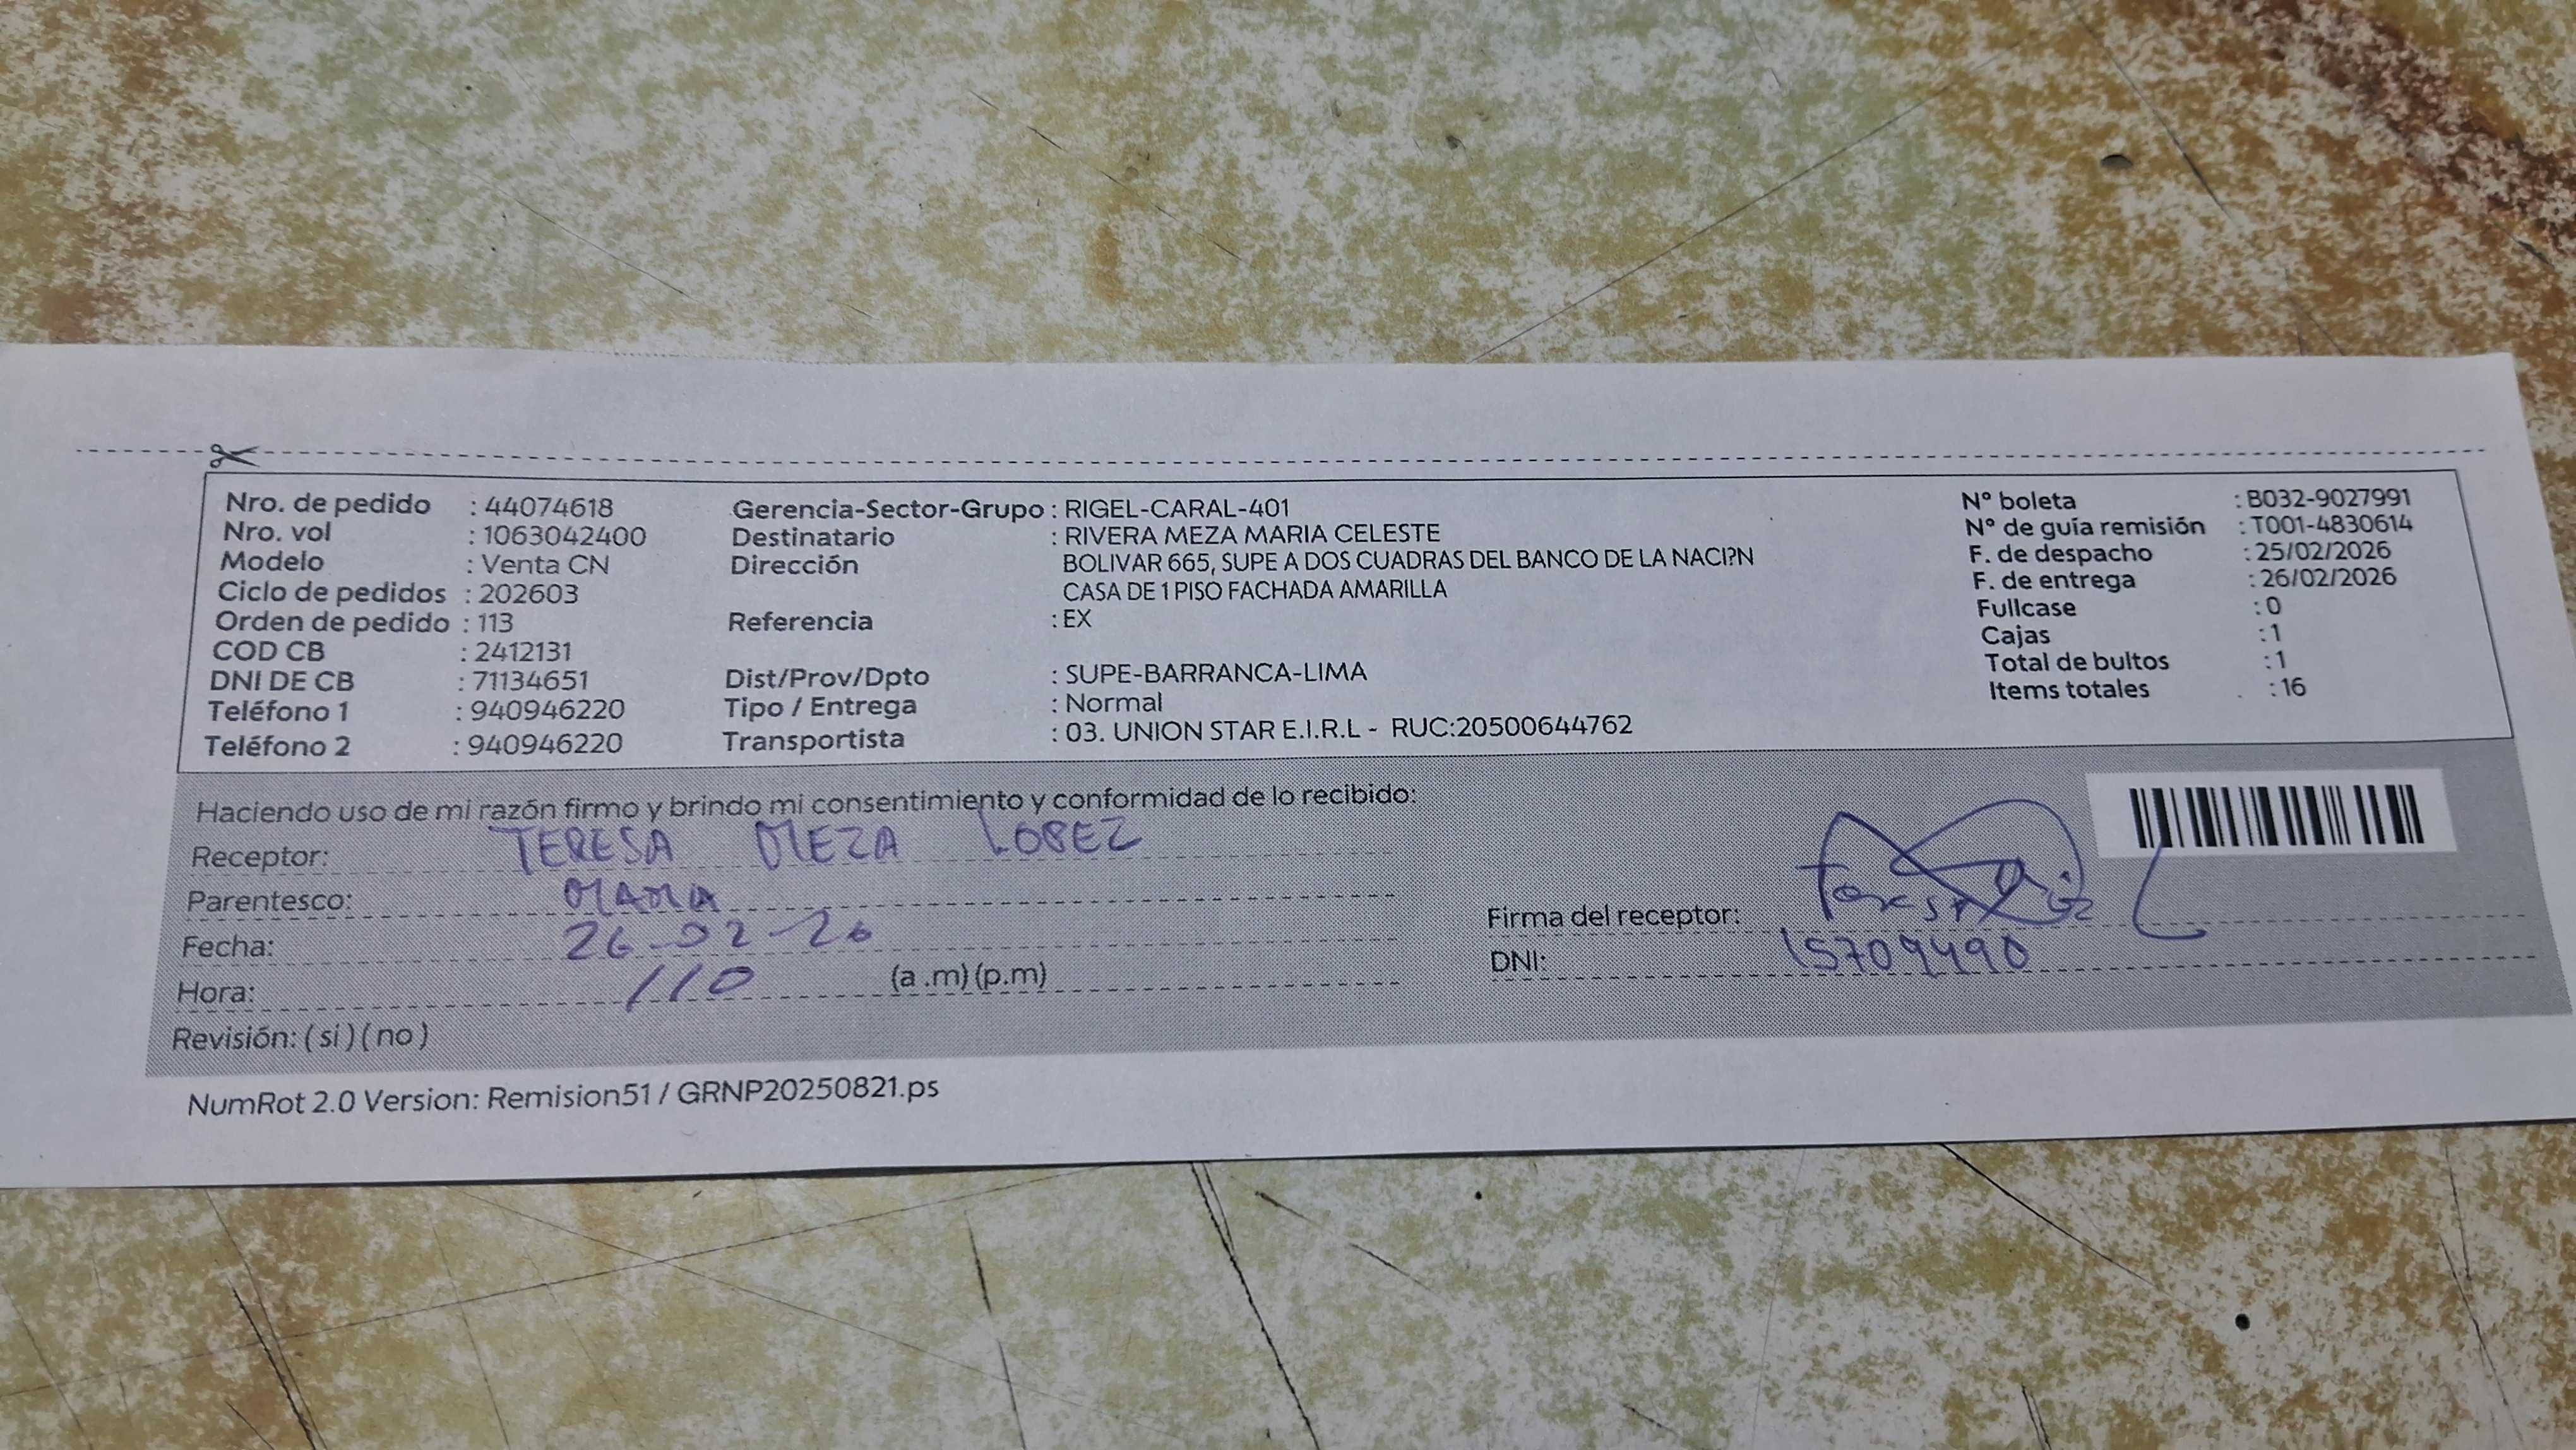 Nro. de pedido : 44074618
Nro. vol : 1063042400
Modelo : Venta CN
Ciclo de pedidos : 202603
Orden de pedido : 113
COD CB : 2412131
DNI DE CB : 71134651
Teléfono 1 : 940946220
Teléfono 2 : 940946220
Gerencia-Sector-Grupo : RIGEL-CARAL-401
Destinatario : RIVERA MEZA MARIA CELESTE
Dirección BOLIVAR 665, SUPE A DOS CUADRAS DEL BANCO DE LA NACI?N
CASA DE 1 PISO FACHADA AMARILLA
Referencia : EX
Dist/Prov/Dpto : SUPE-BARRANCA-LIMA
Tipo / Entrega : Normal
Transportista : 03. UNION STAR E.I.R.L - RUC:20500644762
N° boleta : B032-9027991
N° de guía remisión : T001-4830614
F. de despacho : 25/02/2026
F. de entrega : 26/02/2026
Fullcase : 0
Cajas : 1
Total de bultos : 1
Items totales : 16
Haciendo uso de mi razón firmo y brindo mi consentimiento y conformidad de lo recibido:
Receptor: TERESA MEZA LOBEZ
Parentesco: MAMA
Fecha: 26-02-26
Hora: 110 (a .m) (p.m)
Revisión: ( si ) ( no )
Firma del receptor:
DNI: 15709490
NumRot 2.0 Version: Remision51 / GRNP20250821.ps